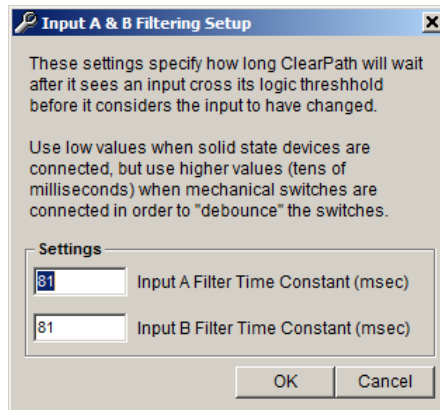 Input A & B Filtering Setup
These settings specify how long ClearPath will wait
after it sees an input cross its logic threshhold
before it considers the input to have changed.
Use low values when solid state devices are
connected, but use higher values (tens of
milliseconds) when mechanical switches are
connected in order to "debounce" the switches.
Settings
81 Input A Filter Time Constant (msec)
81 Input B Filter Time Constant (msec)
OK Cancel